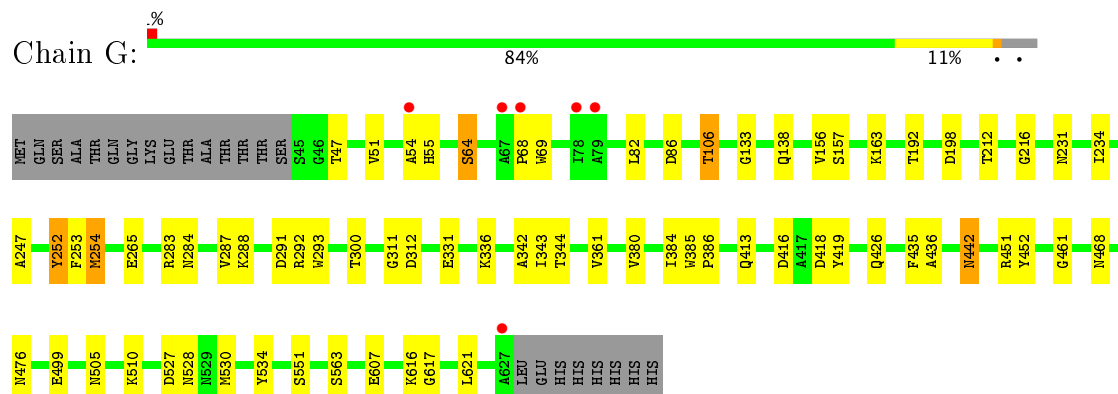 .%
Chain G:
84%
11%
• •
MET GLN SER ALA THR GLN GLY LYS GLU THR ALA THR THR THR SER S45 G46 T47 V51 A54 H55 S64 A67 P68 W69 I78 A79 L82 D86 T106 G133 Q138 V156 S157 K163 T192 D198 T212 G216 N231 I234
A247 Y252 F253 M254 E265 R283 N284 V287 K288 D291 R292 W293 T300 G311 D312 E331 K336 A342 I343 T344 V361 V380 I384 W385 P386 Q413 D416 A417 D418 Y419 Q426 F435 A436 N442 R451 Y452 G461 N468
N476 E499 N505 K510 D527 N528 N529 M530 Y534 S551 S563 E607 K616 G617 L621 A627 LEU GLU HIS HIS HIS HIS HIS HIS